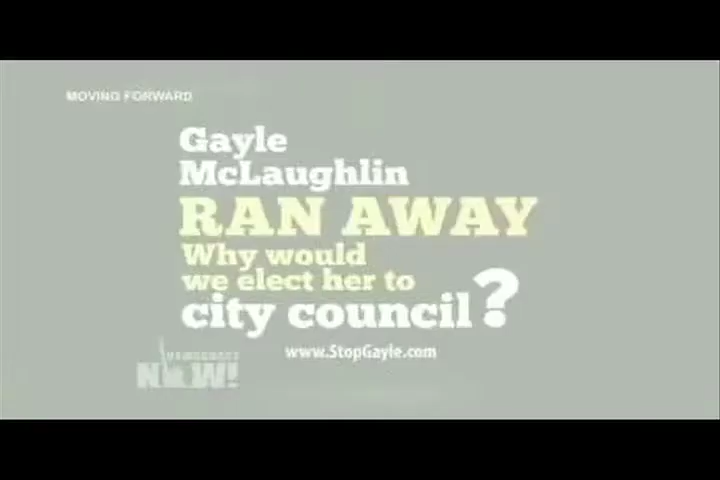 MOVING FORWARD
Gayle
McLaughlin
RAN AWAY
Why would
we elect her to
city council?
www.StopGayle.com
DEMOCRACY
NOW!